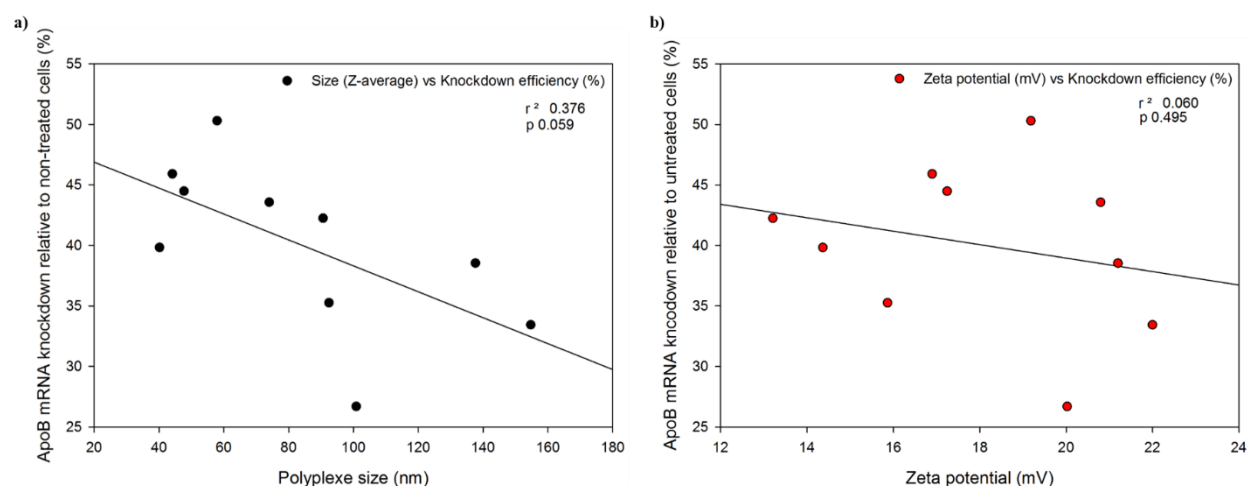 a)
ApoB mRNA knockdown relative to non-treated cells (%)
55
50
45
40
35
30
25
Size (Z-average) vs Knockdown efficiency (%)
r ² 0.376
p 0.059
20 40 60 80 100 120 140 160 180
Polyplexe size (nm)
b)
ApoB mRNA kncodown relative to untreated cells (%)
55
50
45
40
35
30
25
Zeta potential (mV) vs Knockdown efficiency (%)
r ² 0.060
p 0.495
12 14 16 18 20 22 24
Zeta potential (mV)